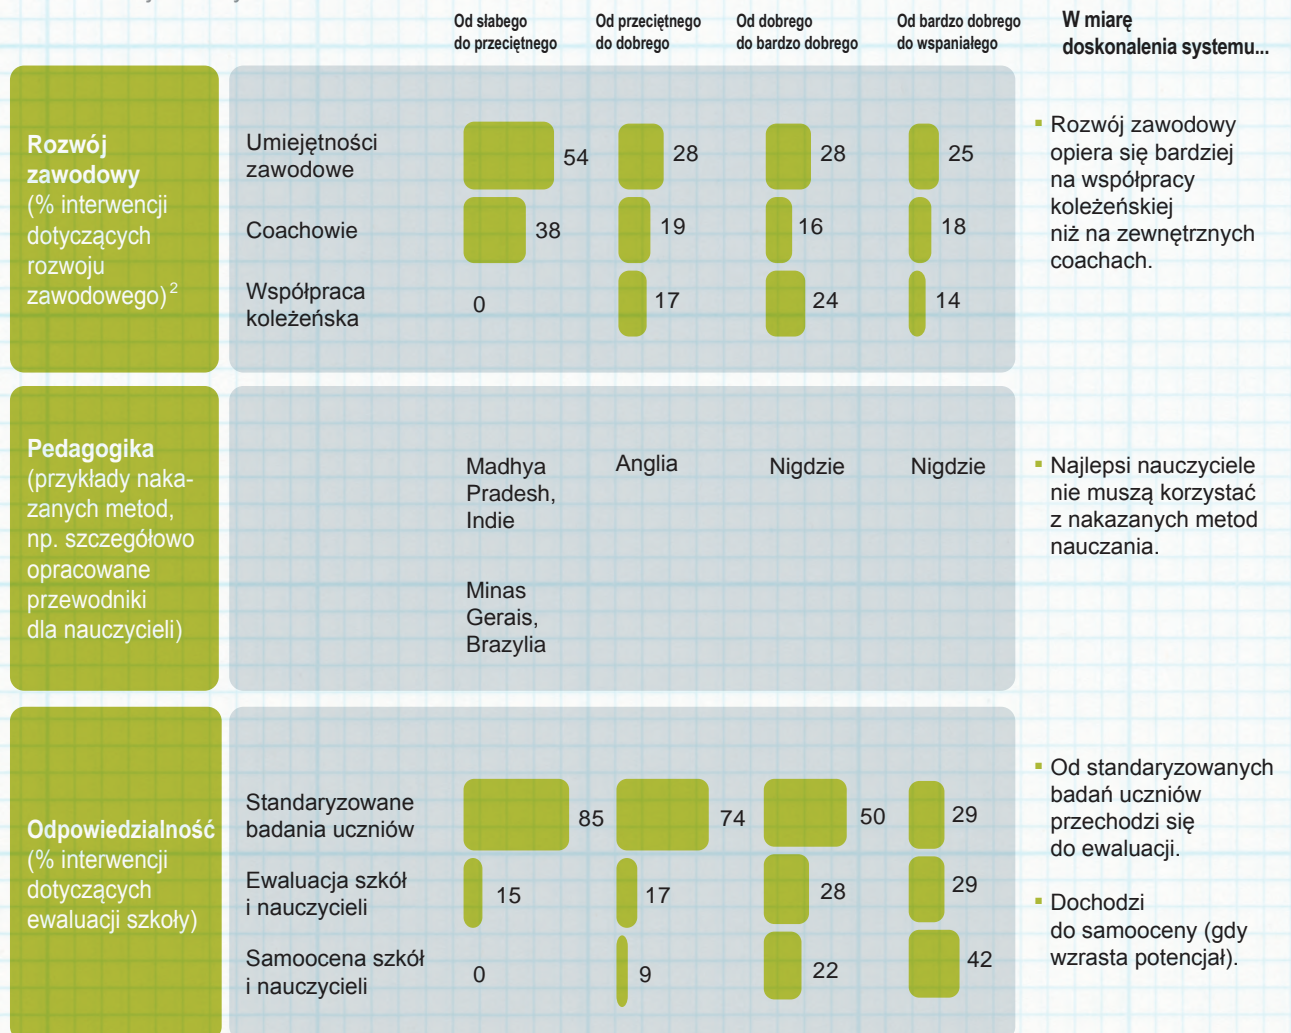 Od słabego
do przeciętnego
Od przeciętnego
do dobrego
Od dobrego
do bardzo dobrego
Od bardzo dobrego
do wspaniałego
W miarę
doskonalenia systemu...
Rozwój
zawodowy
(% interwencji
dotyczących
rozwoju
zawodowego) 2
Umiejętności
zawodowe
54 28 28 25
Coachowie
38 19 16 18
Współpraca
koleżeńska
0 17 24 14
Rozwój zawodowy
opiera się bardziej
na współpracy
koleżeńskiej
niż na zewnętrznych
coachach.
Pedagogika
(przykłady naka-
zanych metod,
np. szczegółowo
opracowane
przewodniki
dla nauczycieli)
Madhya
Pradesh,
Indie
Minas
Gerais,
Brazylia
Anglia
Nigdzie
Nigdzie
Najlepsi nauczyciele
nie muszą korzystać
z nakazanych metod
nauczania.
Odpowiedzialność
(% interwencji
dotyczących
ewaluacji szkoły)
Standaryzowane
badania uczniów
85 74 50 29
Ewaluacja szkół
i nauczycieli
15 17 28 29
Samoocena szkół
i nauczycieli
0 9 22 42
Od standaryzowanych
badań uczniów
przechodzi się
do ewaluacji.
Dochodzi
do samooceny (gdy
wzrasta potencjał).